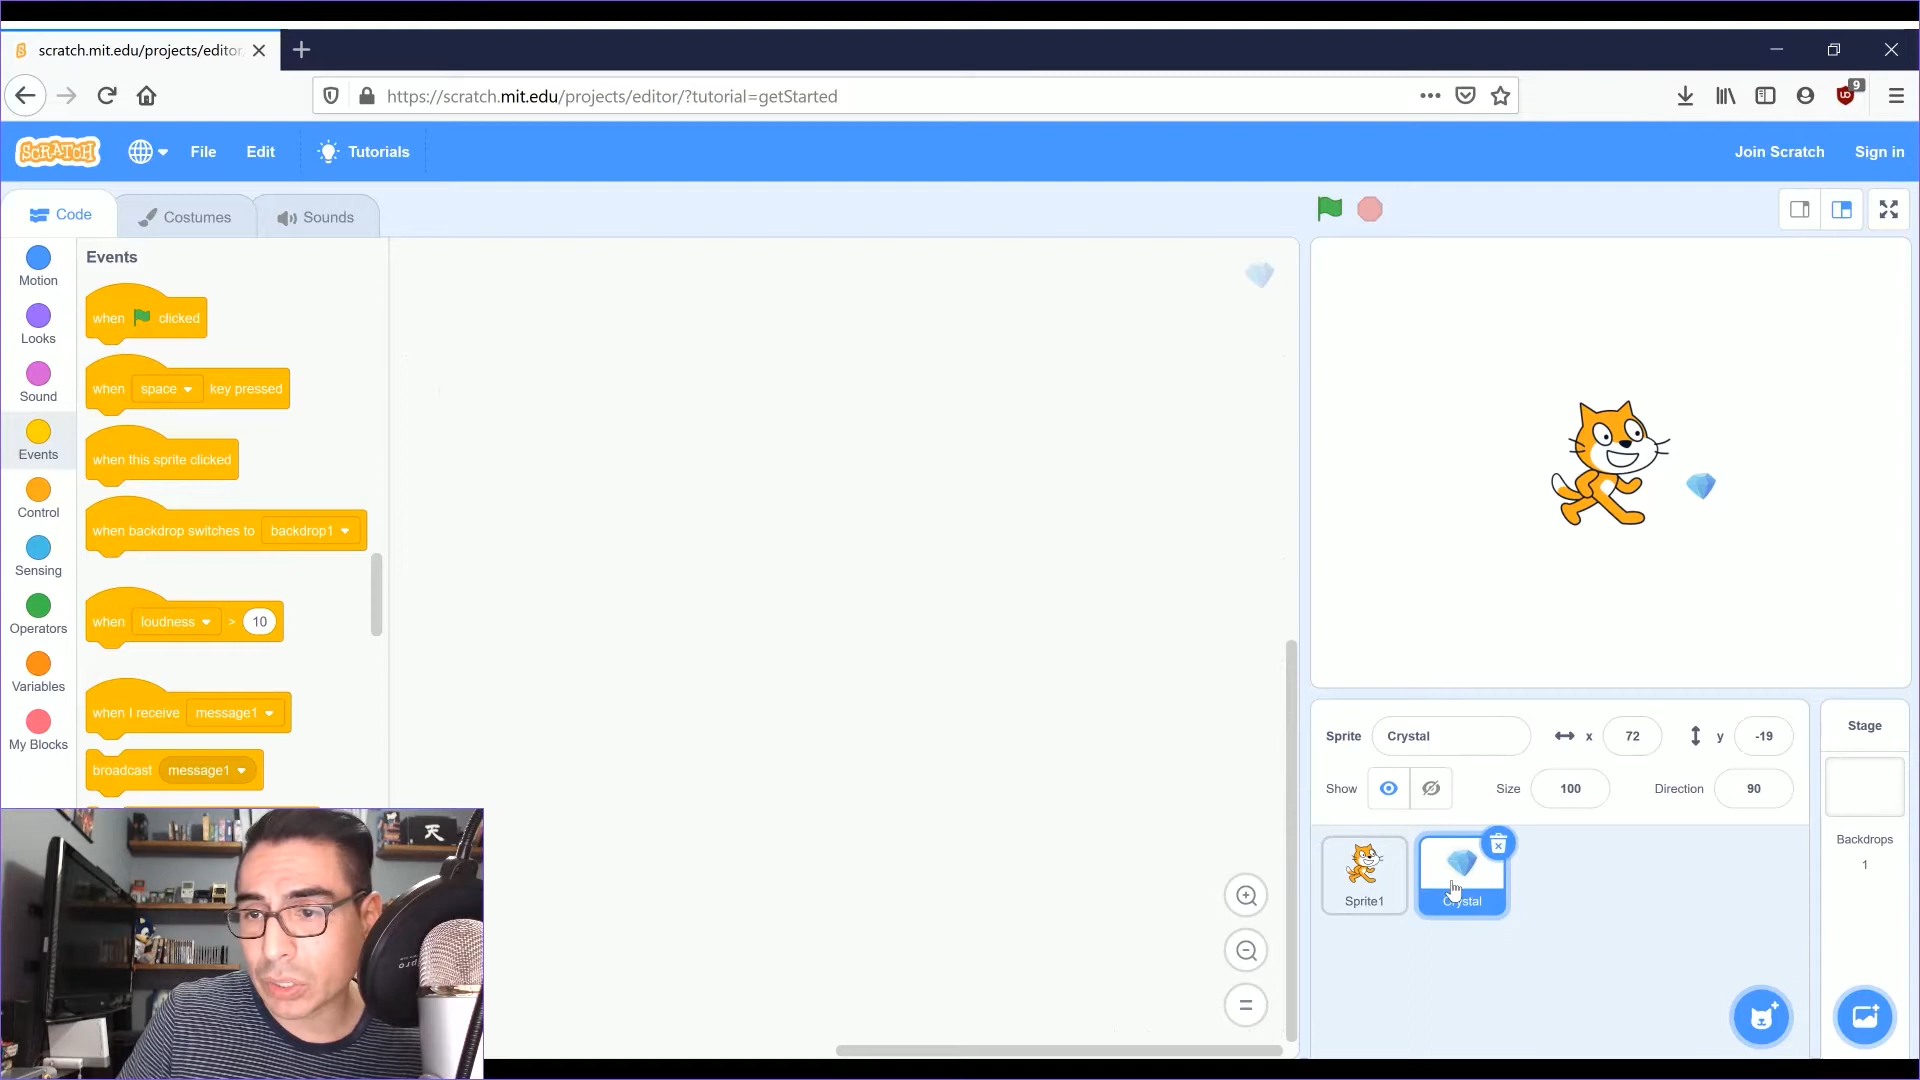 scratch.mit.edu/projects/editor
https://scratch.mit.edu/projects/editor/?tutorial=getStarted
9
SCRATCH
File
Edit
Tutorials
Join Scratch
Sign in
Code
Costumes
Sounds
Motion
Looks
Sound
Events
Control
Sensing
Operators
Variables
My Blocks
Events
when clicked
when space key pressed
when this sprite clicked
when backdrop switches to backdrop1
when loudness > 10
when I receive message1
broadcast message1
Sprite Crystal x 72 y -19
Show Size 100 Direction 90
Sprite1
Crystal
Stage
Backdrops
1
天